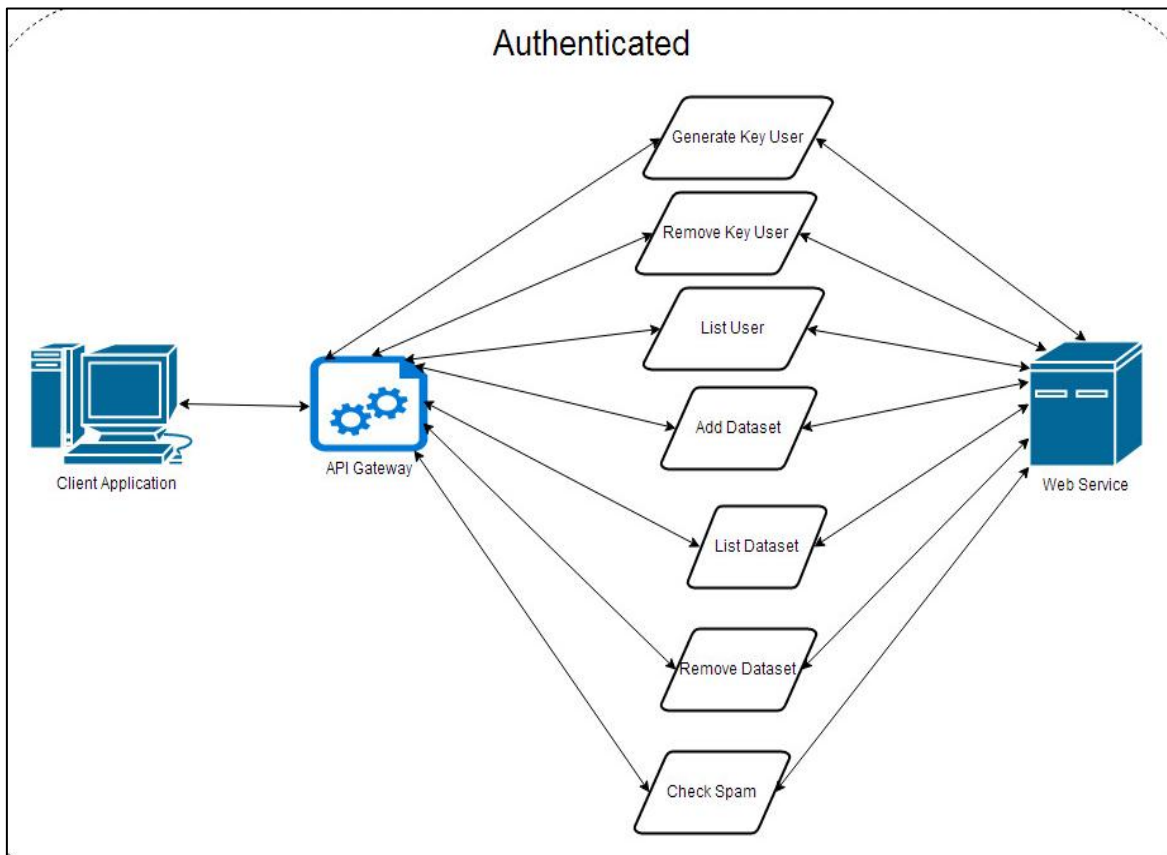 Authenticated
Generate Key User
Remove Key User
List User
Add Dataset
List Dataset
Remove Dataset
Check Spam
Client Application
API Gateway
Web Service